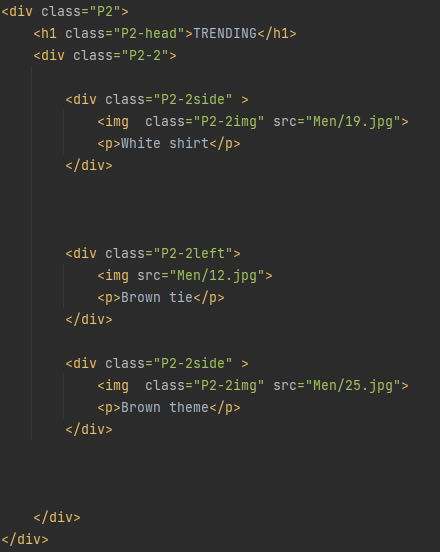 <div class="P2">
    <h1 class="P2-head">TRENDING</h1>
    <div class="P2-2">
        <div class="P2-2side" >
            <img  class="P2-2img" src="Men/19.jpg">
            <p>White shirt</p>
        </div>
        <div class="P2-2left">
            <img src="Men/12.jpg">
            <p>Brown tie</p>
        </div>
        <div class="P2-2side" >
            <img  class="P2-2img" src="Men/25.jpg">
            <p>Brown theme</p>
        </div>
    </div>
</div>